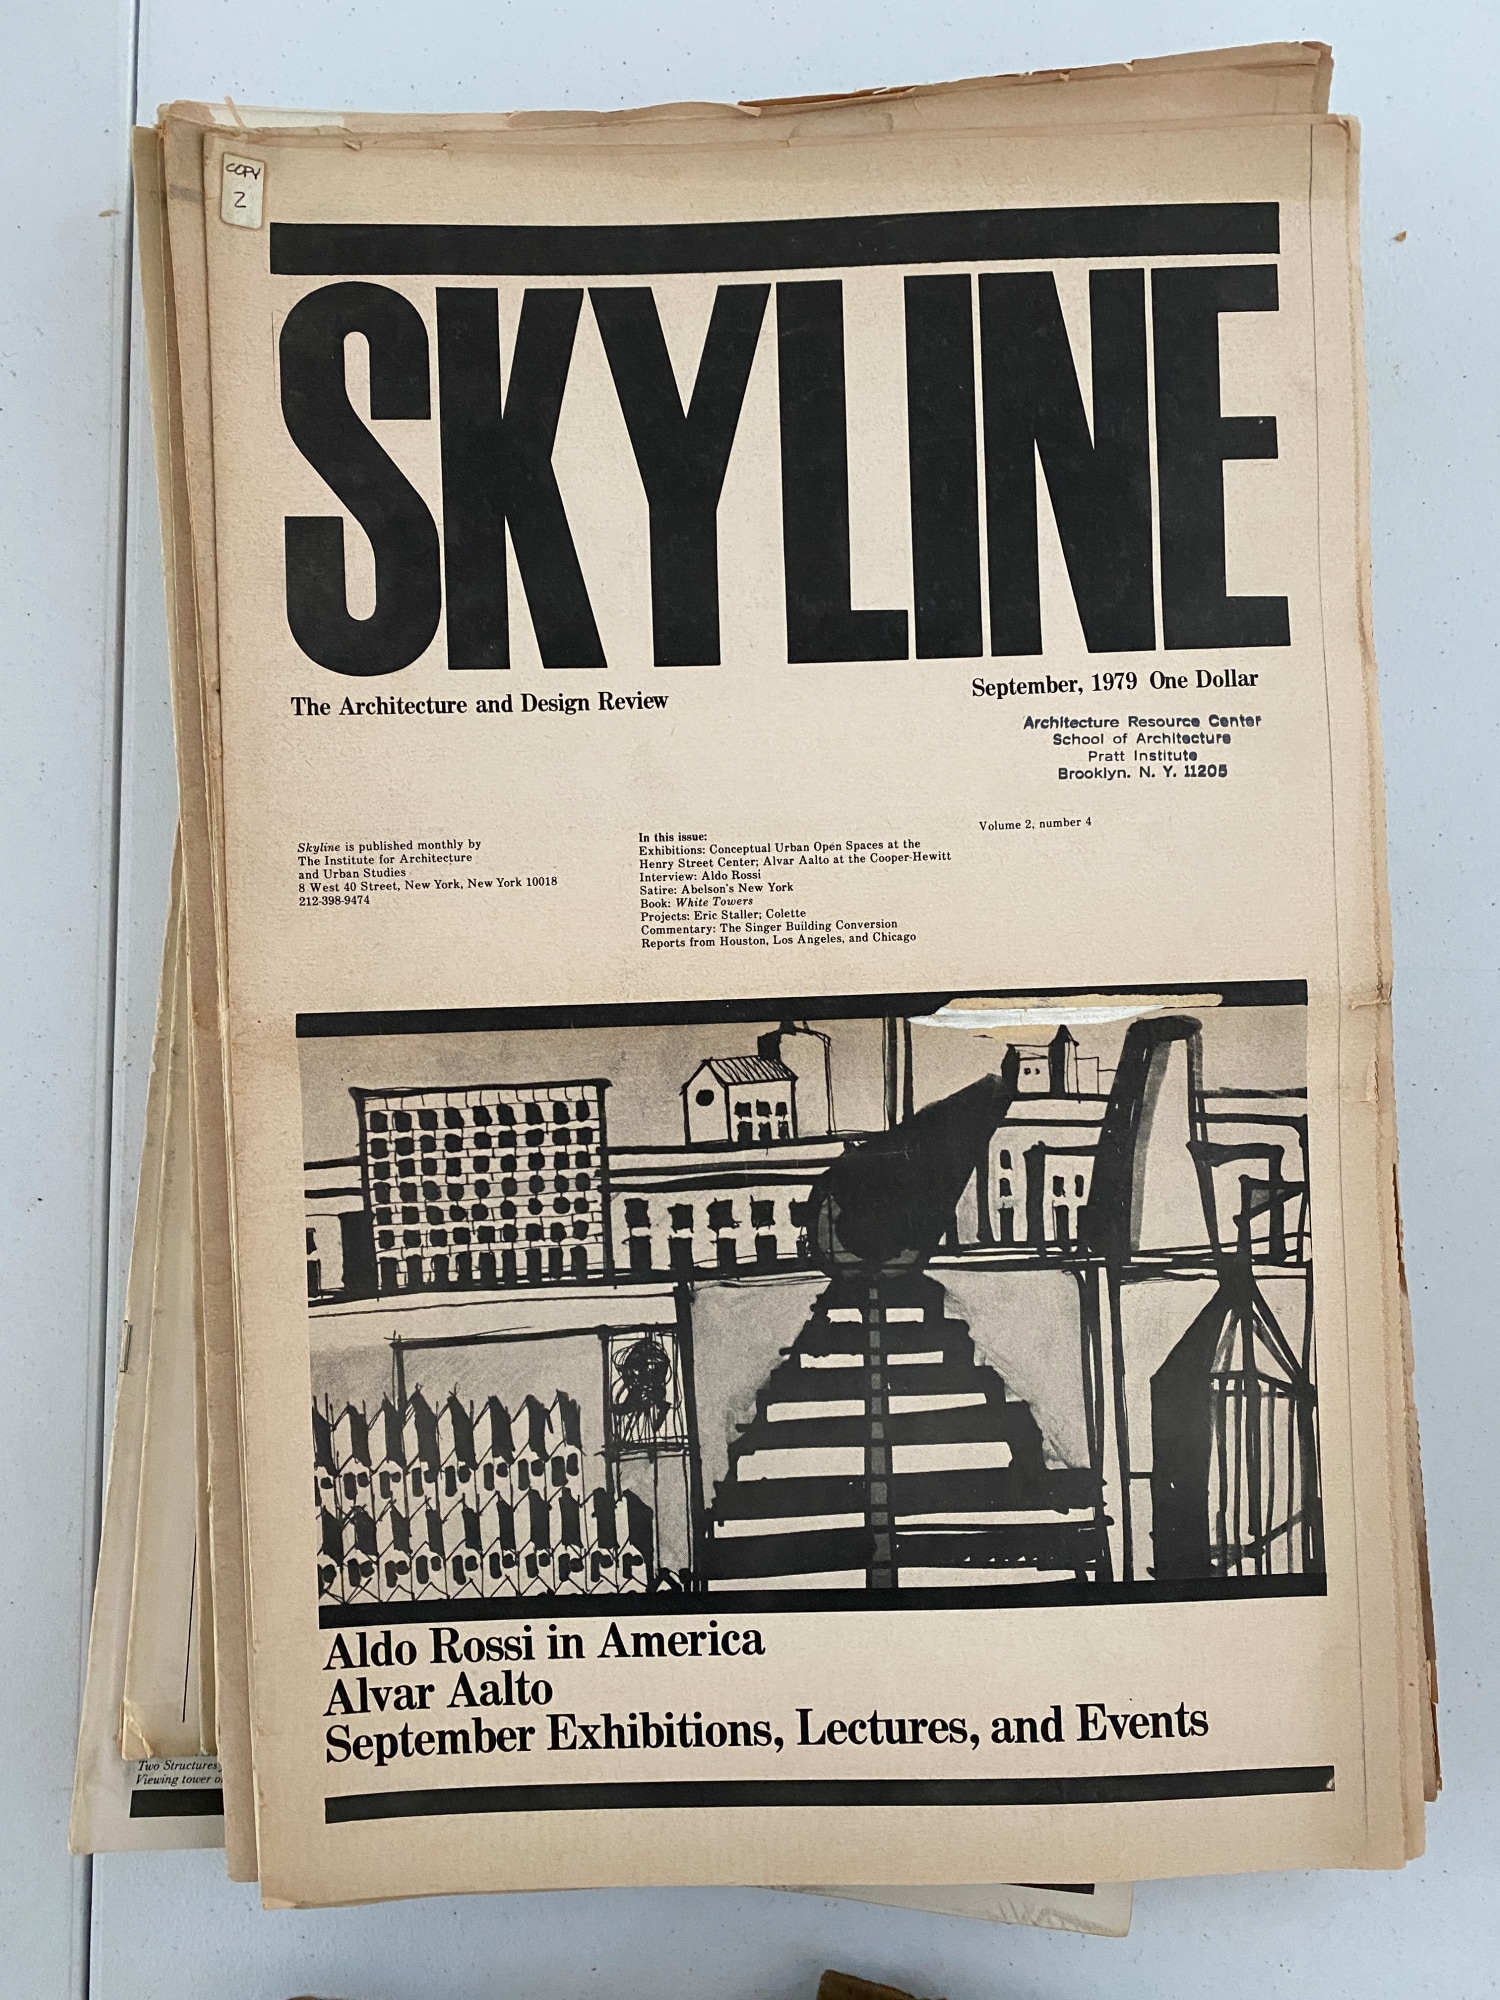 COPY
2
SKYLINE
The Architecture and Design Review
September, 1979 One Dollar
Architecture Resource Center
School of Architecture
Pratt Institute
Brooklyn. N. Y. 11205
Skyline is published monthly by
The Institute for Architecture
and Urban Studies
8 West 40 Street, New York, New York 10018
212-398-9474
In this issue:
Exhibitions: Conceptual Urban Open Spaces at the
Henry Street Center; Alvar Aalto at the Cooper-Hewitt
Interview: Aldo Rossi
Satire: Abelson's New York
Book: White Towers
Projects: Eric Staller; Colette
Commentary: The Singer Building Conversion
Reports from Houston, Los Angeles, and Chicago
Volume 2, number 4
Aldo Rossi in America
Alvar Aalto
September Exhibitions, Lectures, and Events
Two Structures
Viewing tower